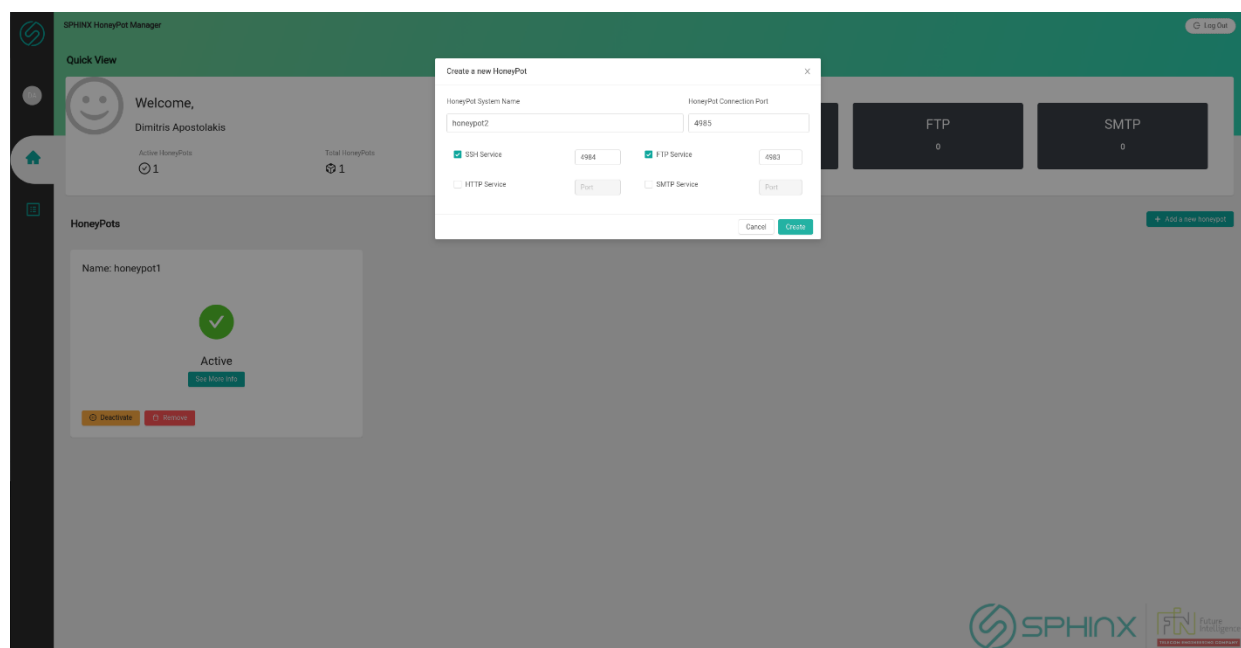 SPHINX HoneyPot Manager
Log Out
Quick View
DA
Welcome,
Dimitris Apostolakis
Active HoneyPots
1
Total HoneyPots
1
FTP
0
SMTP
0
Create a new HoneyPot
HoneyPot System Name
HoneyPot Connection Port
honeypot2
4985
SSH Service
4984
FTP Service
4983
HTTP Service
Port
SMTP Service
Port
Cancel
Create
HoneyPots
+ Add a new honeypot
Name: honeypot1
Active
See More Info
Deactivate
Remove
SPHINX
FIN
Future
Intelligence